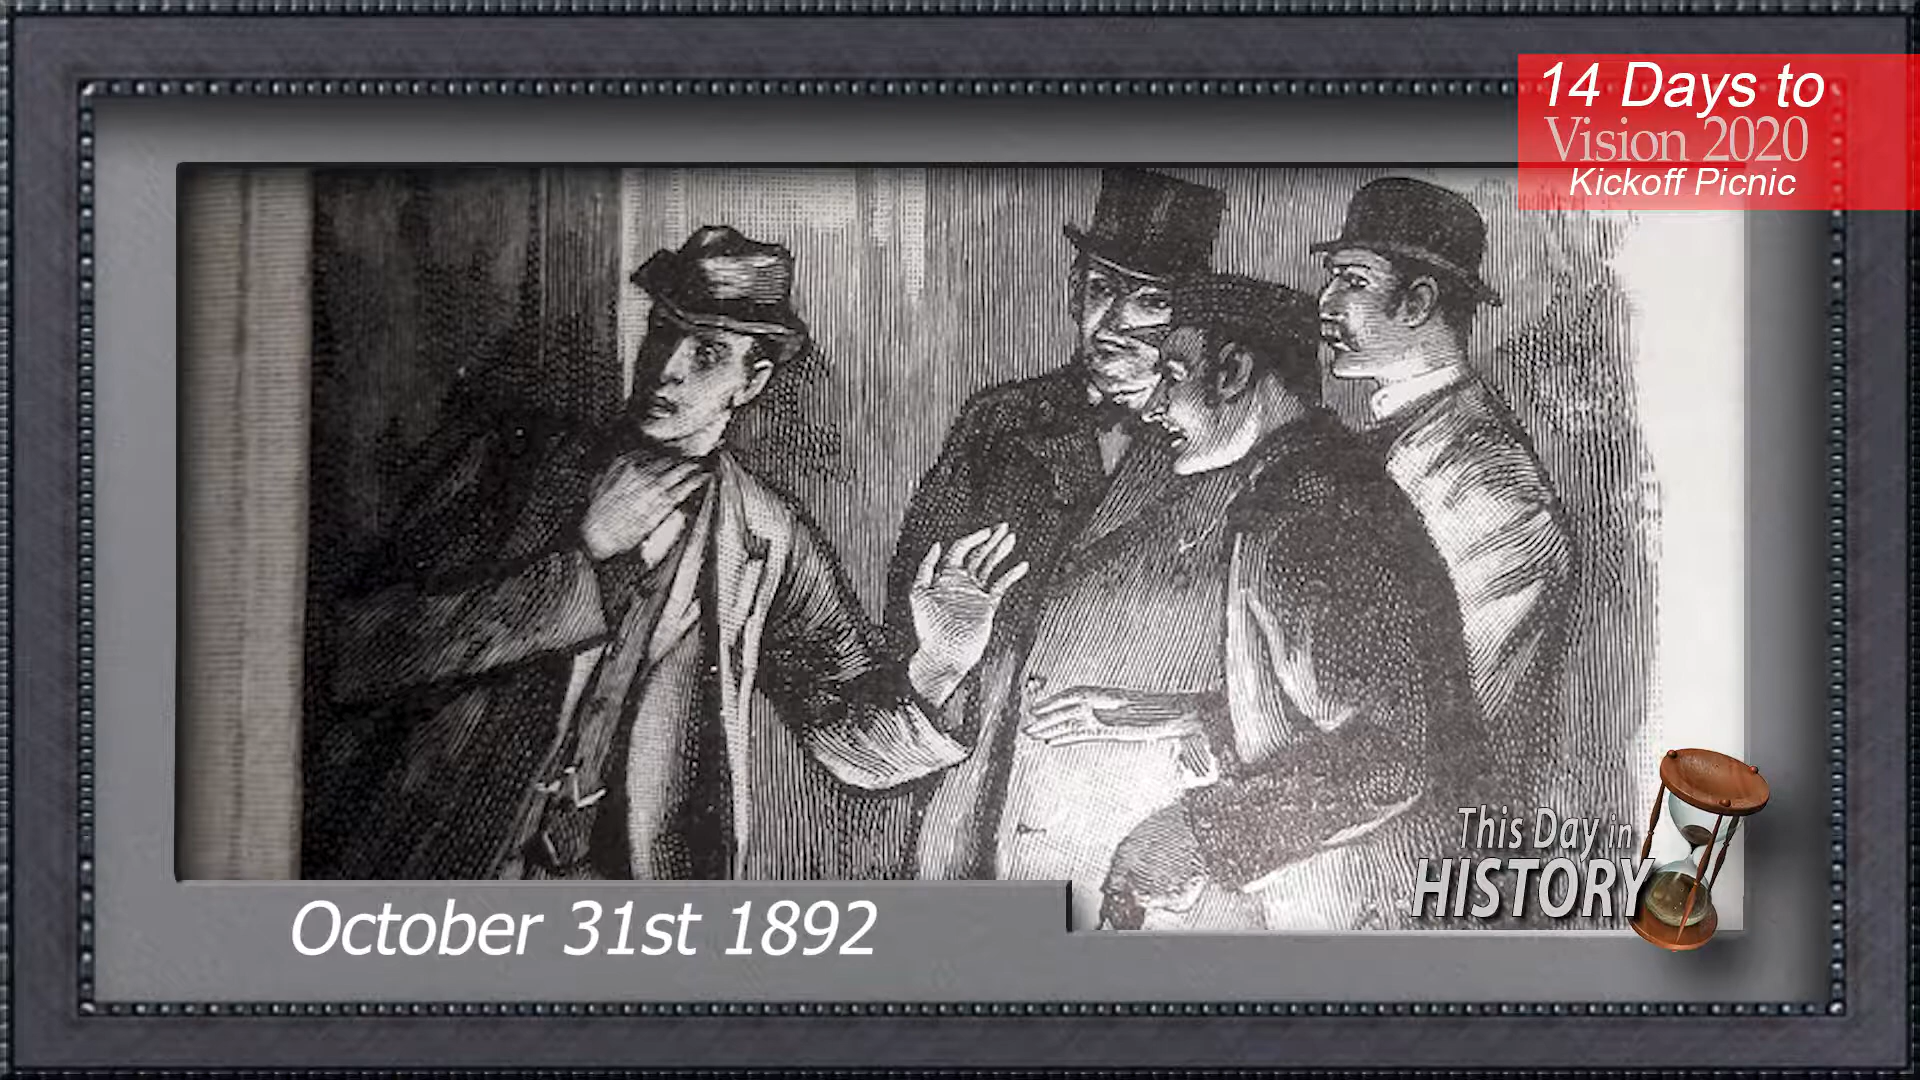 14 Days to
Vision 2020
Kickoff Picnic
This Day in
HISTORY
October 31st 1892